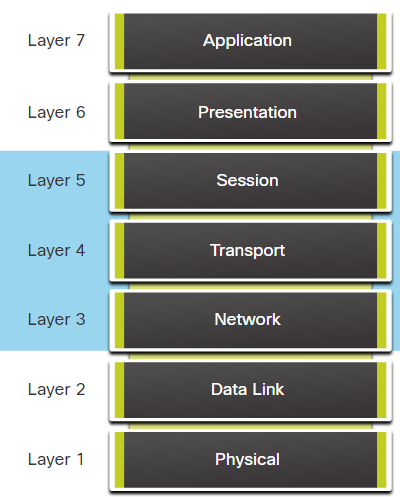 Layer 7 Application
Layer 6 Presentation
Layer 5 Session
Layer 4 Transport
Layer 3 Network
Layer 2 Data Link
Layer 1 Physical